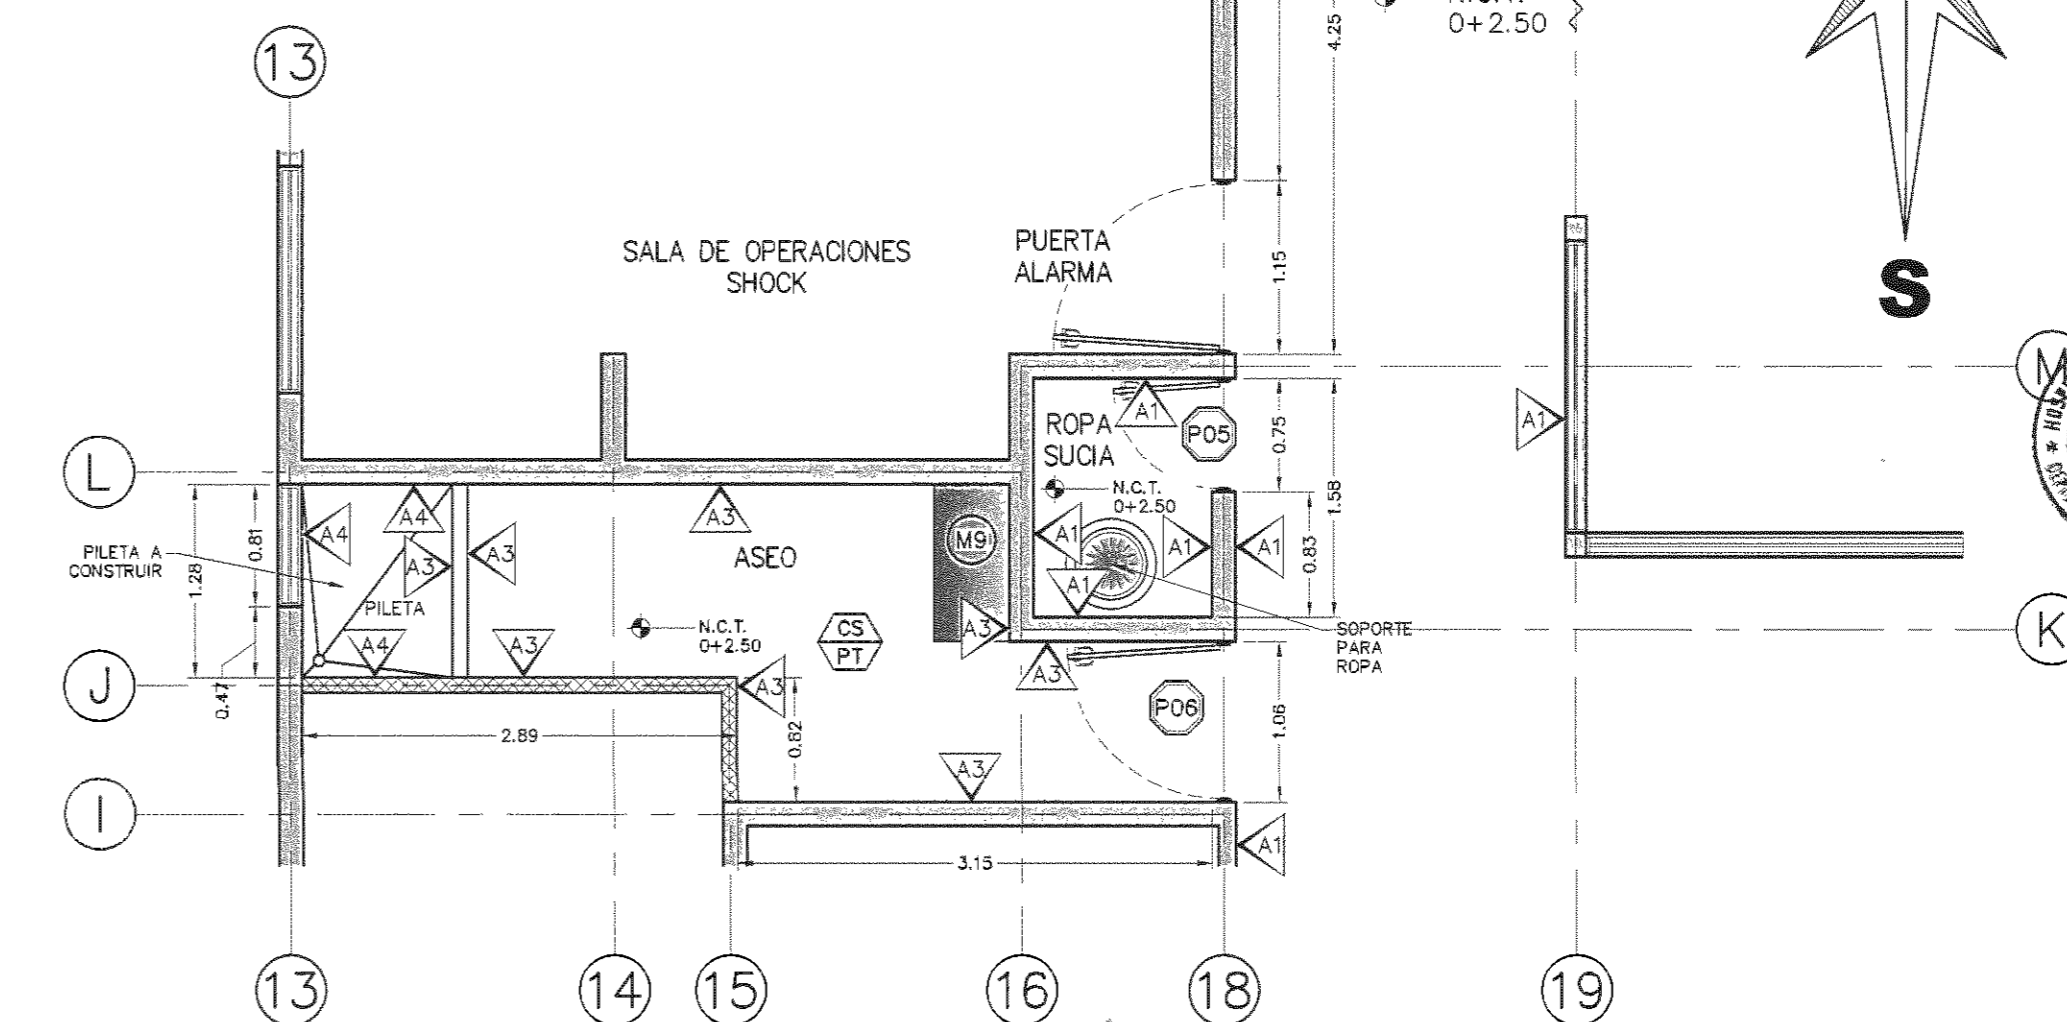 0+2.50
4.25
13
SALA DE OPERACIONES
SHOCK
PUERTA
ALARMA
1.15
S
M
A1
ROPA
SUCIA
A1
P05
0.75
L
N.C.T.
0+2.50
1.58
A4
A4
A3
A3
A3
ASEO
M9
A1
A1
A1
A1
0.83
PILETA A
CONSTRUIR
0.81
1.28
PILETA
A4
A3
N.C.T.
0+2.50
CS
PT
A3
SOPORTE
PARA
ROPA
K
J
0.47
A3
A3
P06
2.89
0.82
1.06
A3
I
A1
3.15
13
14
15
16
18
19